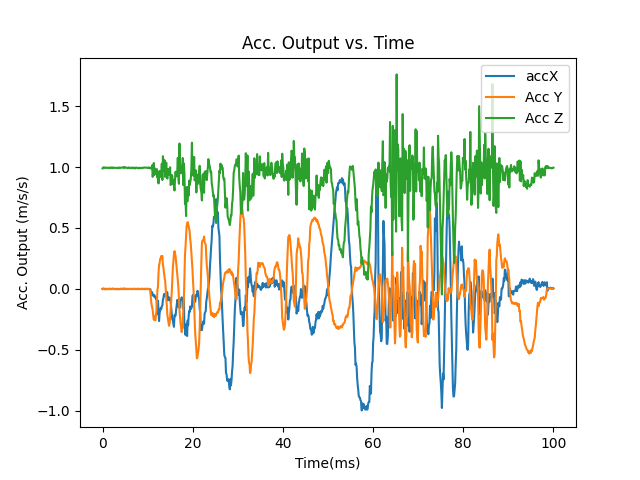 Acc. Output vs. Time
accX
Acc Y
Acc Z
Acc. Output (m/s/s)
1.5
1.0
0.5
0.0
−0.5
−1.0
0 20 40 60 80 100
Time(ms)